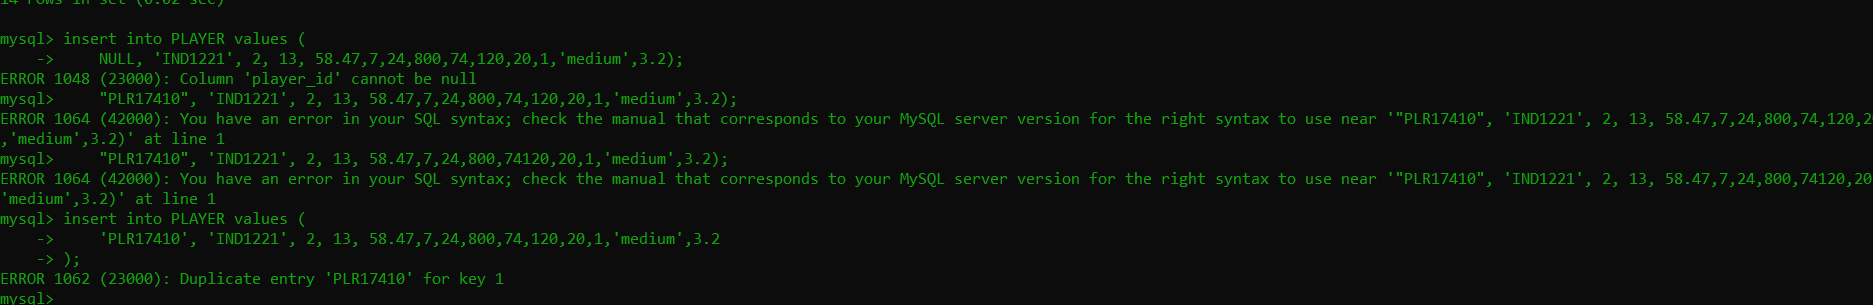 14 rows in set (0.02 sec)
mysql> insert into PLAYER values (
    ->     NULL, 'IND1221', 2, 13, 58.47,7,24,800,74,120,20,1,'medium',3.2);
ERROR 1048 (23000): Column 'player_id' cannot be null
mysql>     "PLR17410", 'IND1221', 2, 13, 58.47,7,24,800,74,120,20,1,'medium',3.2);
ERROR 1064 (42000): You have an error in your SQL syntax; check the manual that corresponds to your MySQL server version for the right syntax to use near '"PLR17410", 'IND1221', 2, 13, 58.47,7,24,800,74,120,20
,'medium',3.2)' at line 1
mysql>     "PLR17410", 'IND1221', 2, 13, 58.47,7,24,800,74120,20,1,'medium',3.2);
ERROR 1064 (42000): You have an error in your SQL syntax; check the manual that corresponds to your MySQL server version for the right syntax to use near '"PLR17410", 'IND1221', 2, 13, 58.47,7,24,800,74120,20
'medium',3.2)' at line 1
mysql> insert into PLAYER values (
    ->     'PLR17410', 'IND1221', 2, 13, 58.47,7,24,800,74,120,20,1,'medium',3.2
    -> );
ERROR 1062 (23000): Duplicate entry 'PLR17410' for key 1
mysql>